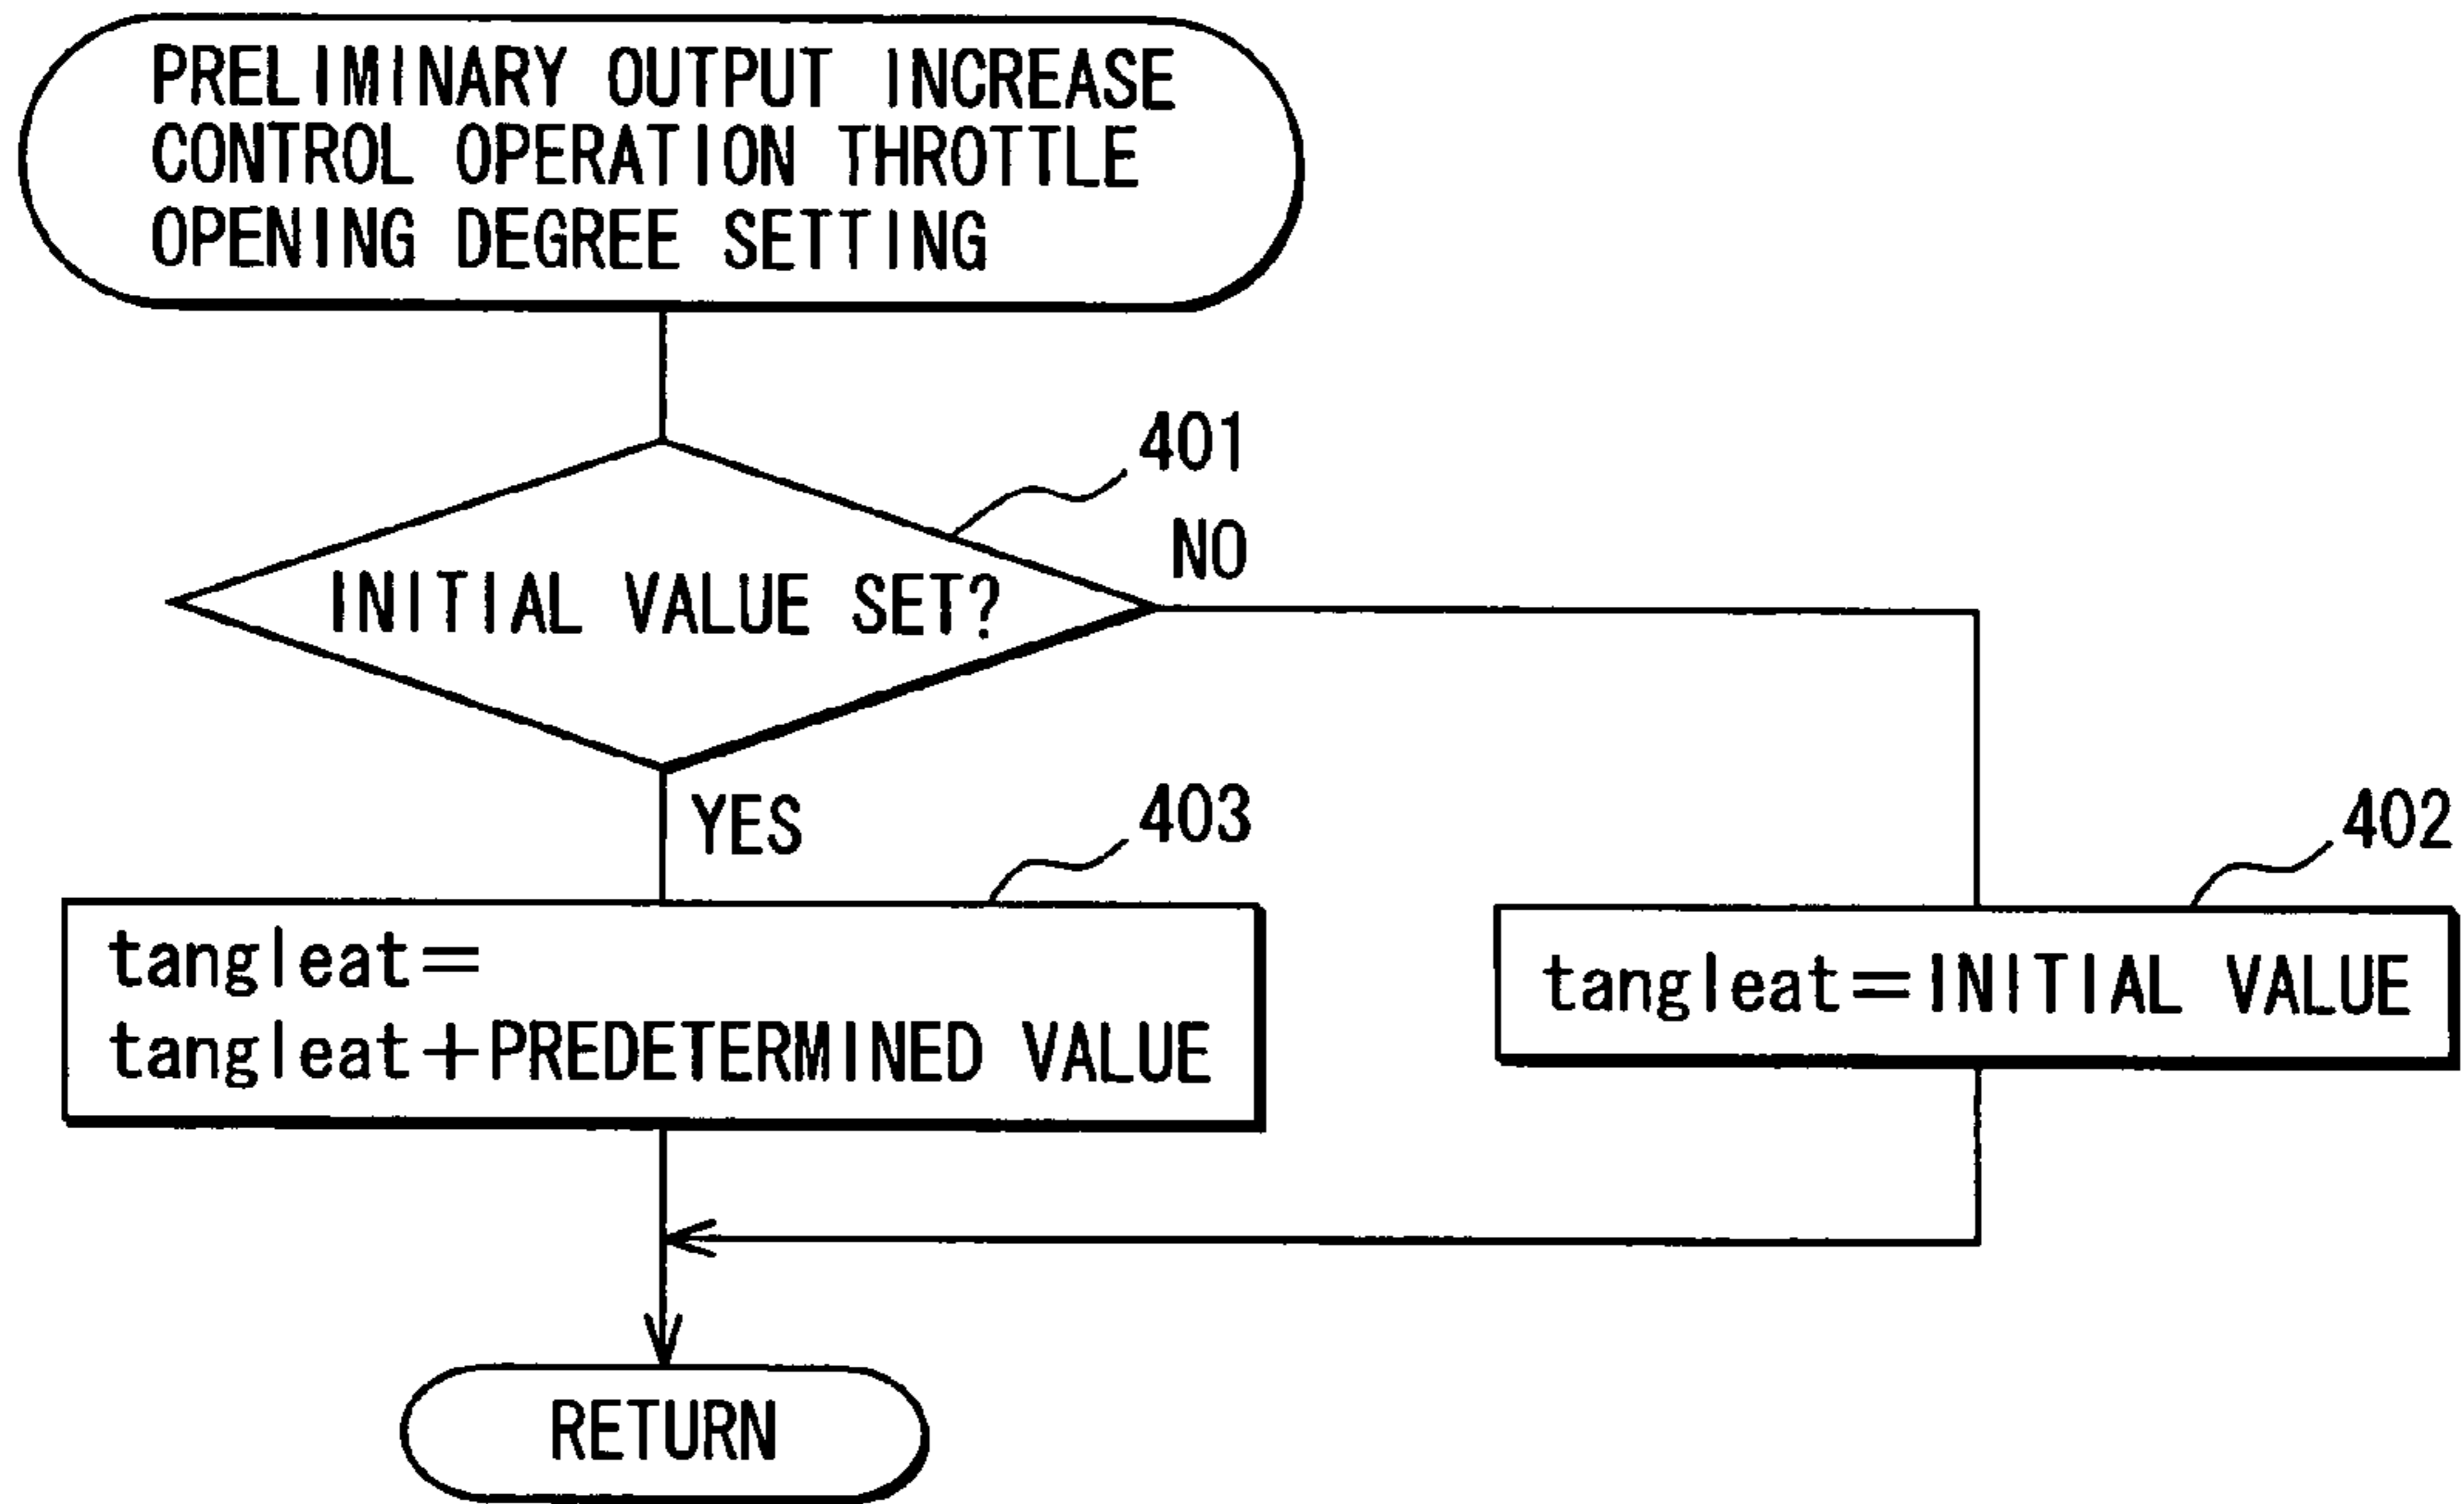 PRELIMINARY OUTPUT INCREASE
CONTROL OPERATION THROTTLE
OPENING DEGREE SETTING
401
NO
INITIAL VALUE SET?
YES
403
402
tangleat=
tangleat+PREDETERMINED VALUE
tangleat=INITIAL VALUE
RETURN